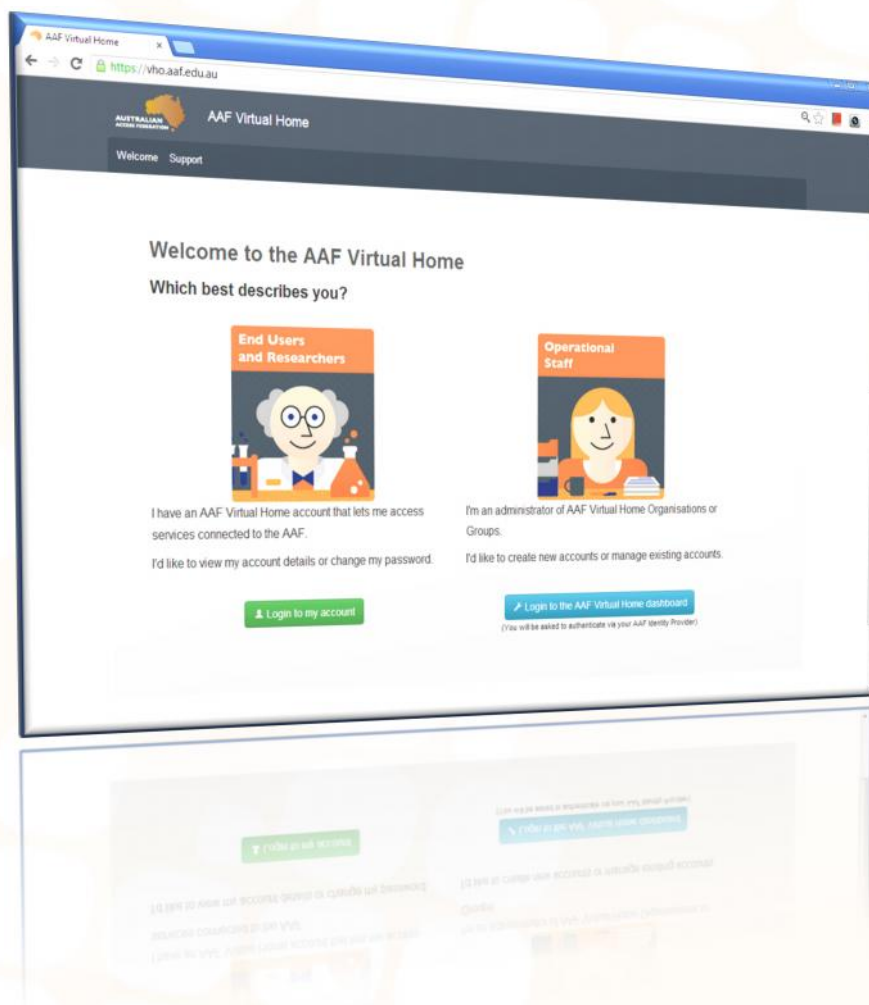 AAF Virtual Home
https://vho.aaf.edu.au
AUSTRALIAN
ACCESS FEDERATION
AAF Virtual Home
Welcome Support
Welcome to the AAF Virtual Home
Which best describes you?
End Users
and Researchers
Operational
Staff
I have an AAF Virtual Home account that lets me access
services connected to the AAF.
I'd like to view my account details or change my password.
I'm an administrator of AAF Virtual Home Organisations or
Groups.
I'd like to create new accounts or manage existing accounts.
Login to my account
Login to the AAF Virtual Home dashboard
(You will be asked to authenticate via your AAF Identity Provider)